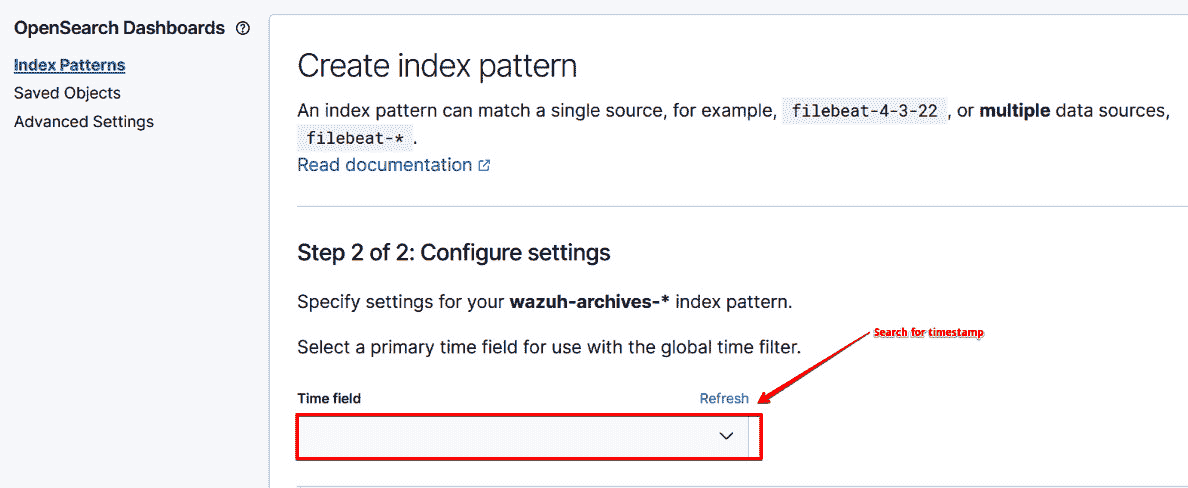 OpenSearch Dashboards
Index Patterns
Saved Objects
Advanced Settings
Create index pattern
An index pattern can match a single source, for example, filebeat-4-3-22 , or multiple data sources,
filebeat-* .
Read documentation
Step 2 of 2: Configure settings
Specify settings for your wazuh-archives-* index pattern.
Search for timestamp
Select a primary time field for use with the global time filter.
Time field Refresh